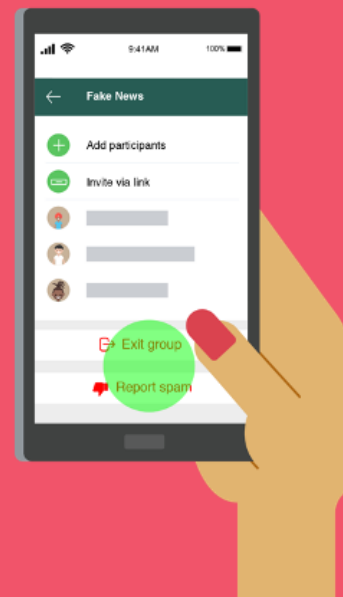 9:41AM 100%
Fake News
Add participants
Invite via link
Exit group
Report spam